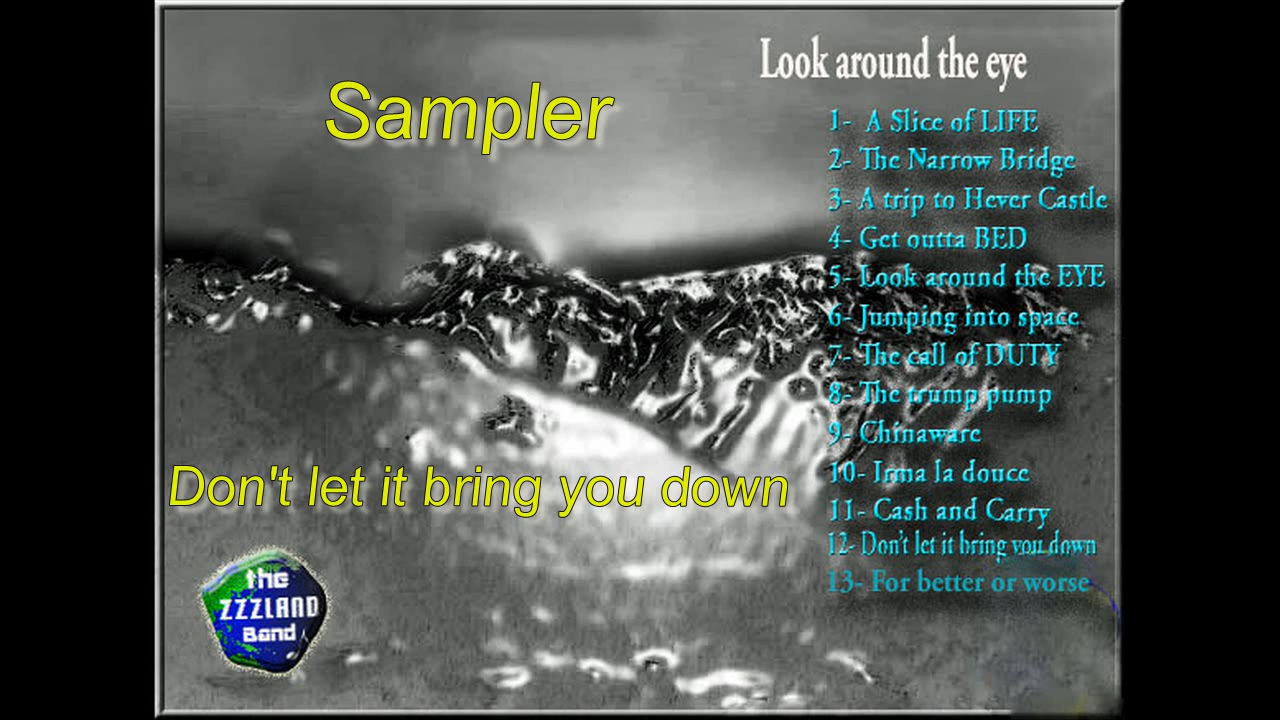 Look around the eye
Sampler
1- A Slice of LIFE
2- The Narrow Bridge
3- A trip to Hever Castle
4- Get outta BED
5- Look around the EYE
6- Jumping into space
7- The call of DUTY
8- The trump pump
9- Chinaware
10- Irma la douce
11- Cash and Carry
12- Don't let it bring you down
13- For better or worse
Don't let it bring you down
the
ZZZLAND
Band